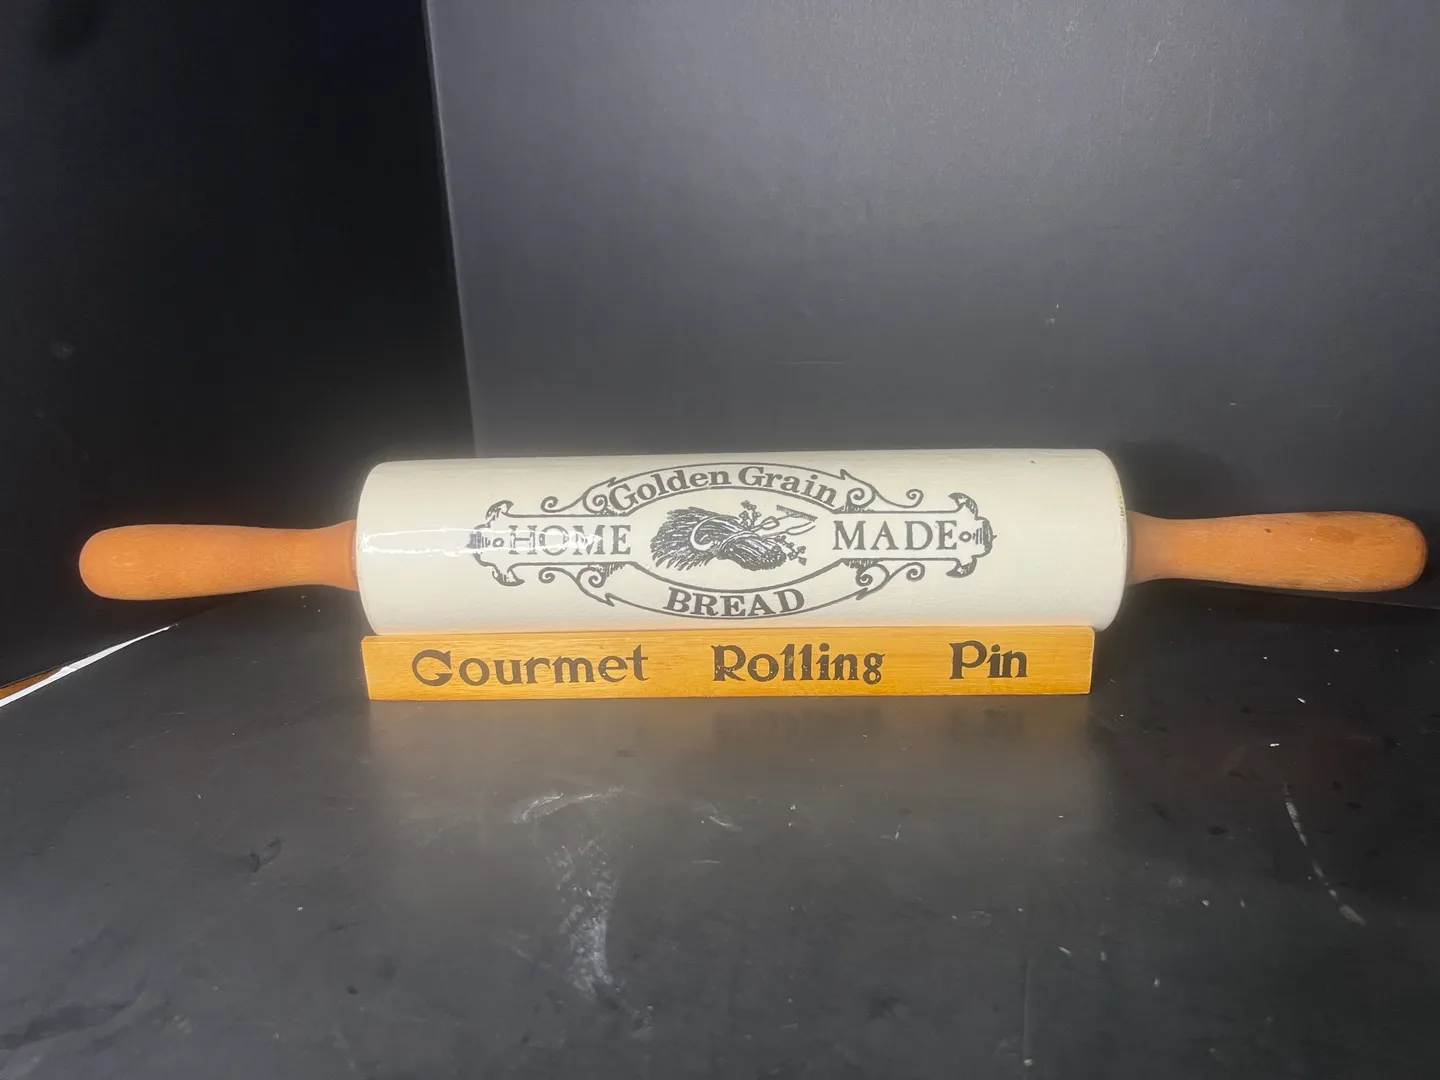 Golden Grain
HOME MADE
BREAD
Gourmet Rolling Pin